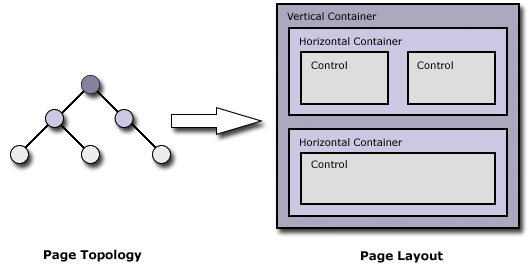 Vertical Container
Horizontal Container
Control
Control
Horizontal Container
Control
Page Topology
Page Layout